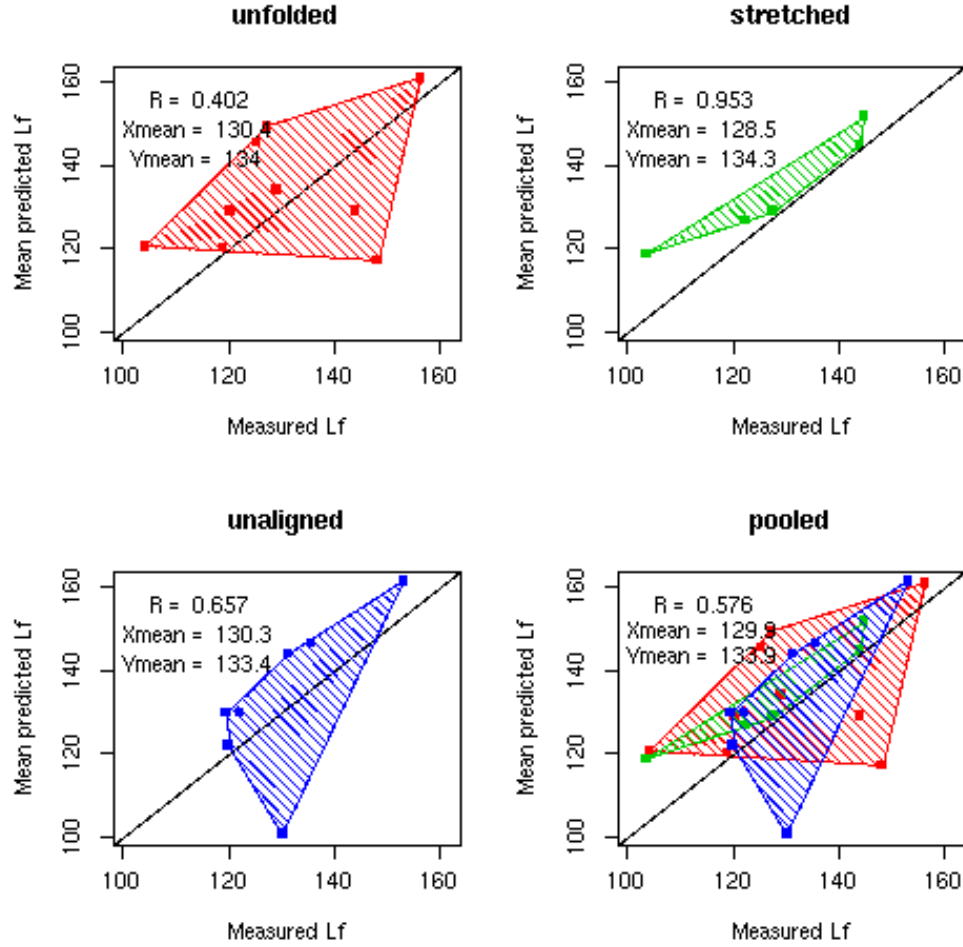 unfolded
R = 0.402
Xmean = 130.4
Ymean = 134
Mean predicted Lf
160
140
120
100
100 120 140 160
Measured Lf
stretched
R = 0.953
Xmean = 128.5
Ymean = 134.3
Mean predicted Lf
160
140
120
100
100 120 140 160
Measured Lf
unaligned
R = 0.657
Xmean = 130.3
Ymean = 133.4
Mean predicted Lf
160
140
120
100
100 120 140 160
Measured Lf
pooled
R = 0.576
Xmean = 129.9
Ymean = 133.9
Mean predicted Lf
160
140
120
100
100 120 140 160
Measured Lf